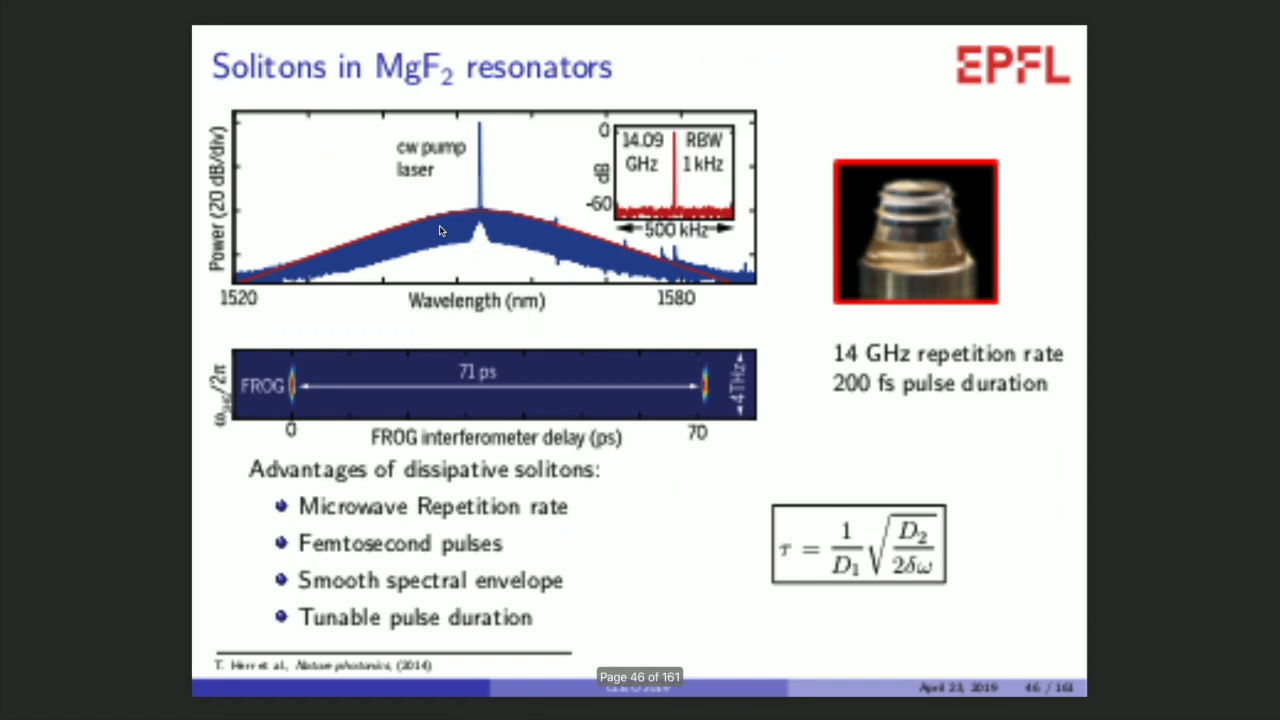 Solitons in MgF₂ resonators
EPFL
Power (20 dB/div)
cw pump
laser
0
dB
-60
14.09
GHz
RBW
1 kHz
500 kHz
1520
Wavelength (nm)
1580
14 GHz repetition rate
200 fs pulse duration
FROG
71 ps
4 THz
0
FROG interferometer delay (ps)
70
Advantages of dissipative solitons:
Microwave Repetition rate
Femtosecond pulses
Smooth spectral envelope
Tunable pulse duration
τ = 1/D₁ √(D₂/2δω)
T. Herr et al., Nature photonics, (2014)
Page 46 of 161
April 23, 2019 46 / 161